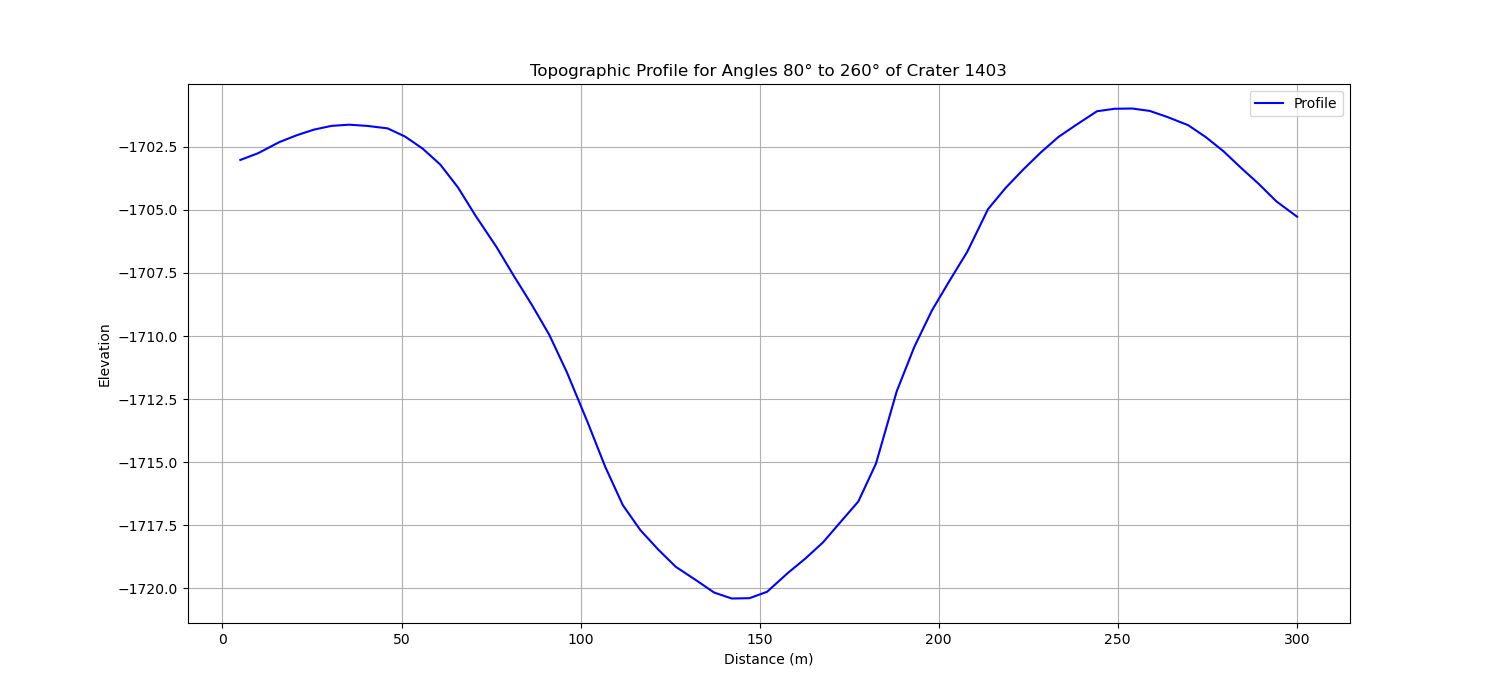 Topographic Profile for Angles 80° to 260° of Crater 1403
Profile
−1702.5
−1705.0
−1707.5
−1710.0
−1712.5
−1715.0
−1717.5
−1720.0
Elevation
0 50 100 150 200 250 300
Distance (m)